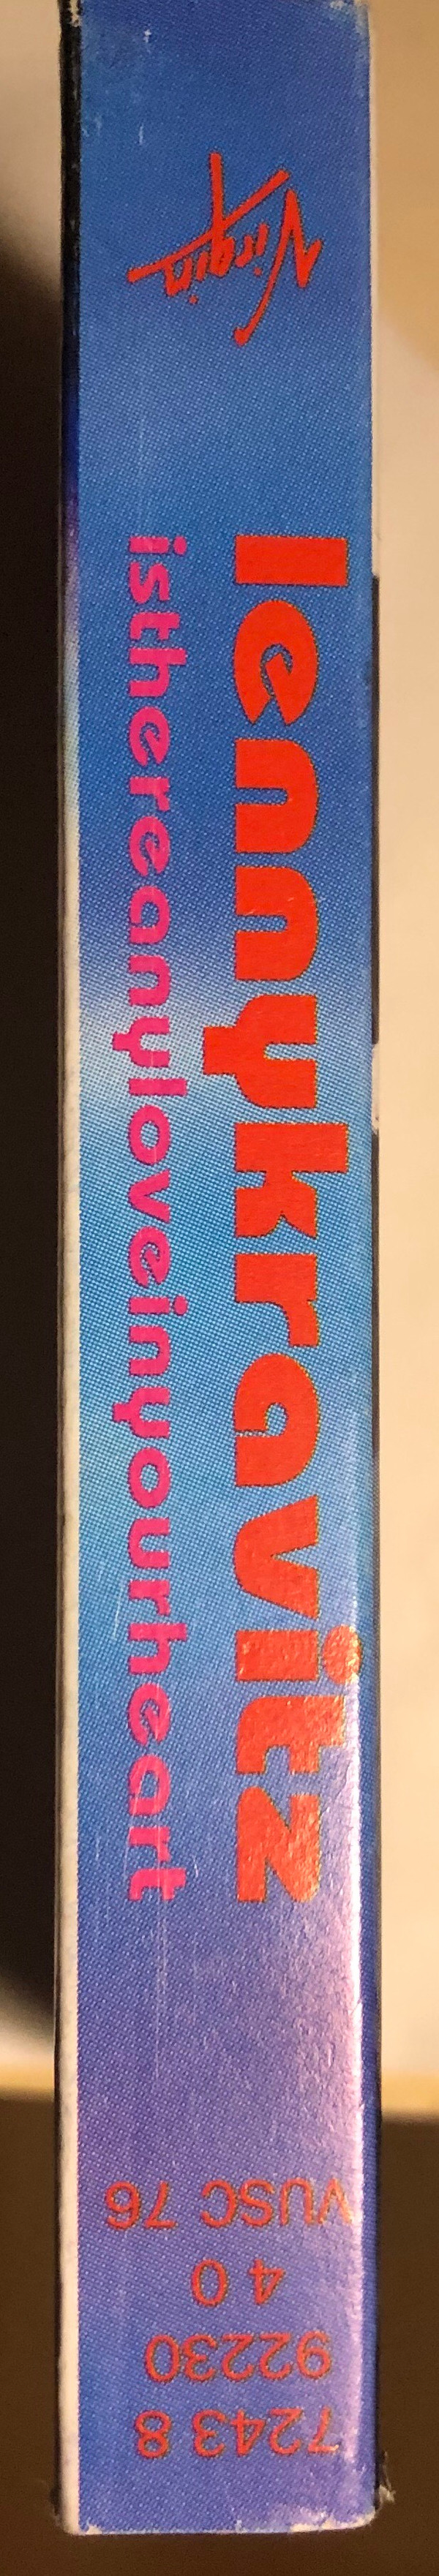 Virgin
lennykravitz
isthereanyloveinyourheart
7243 8
92230
4 0
VUSC 76